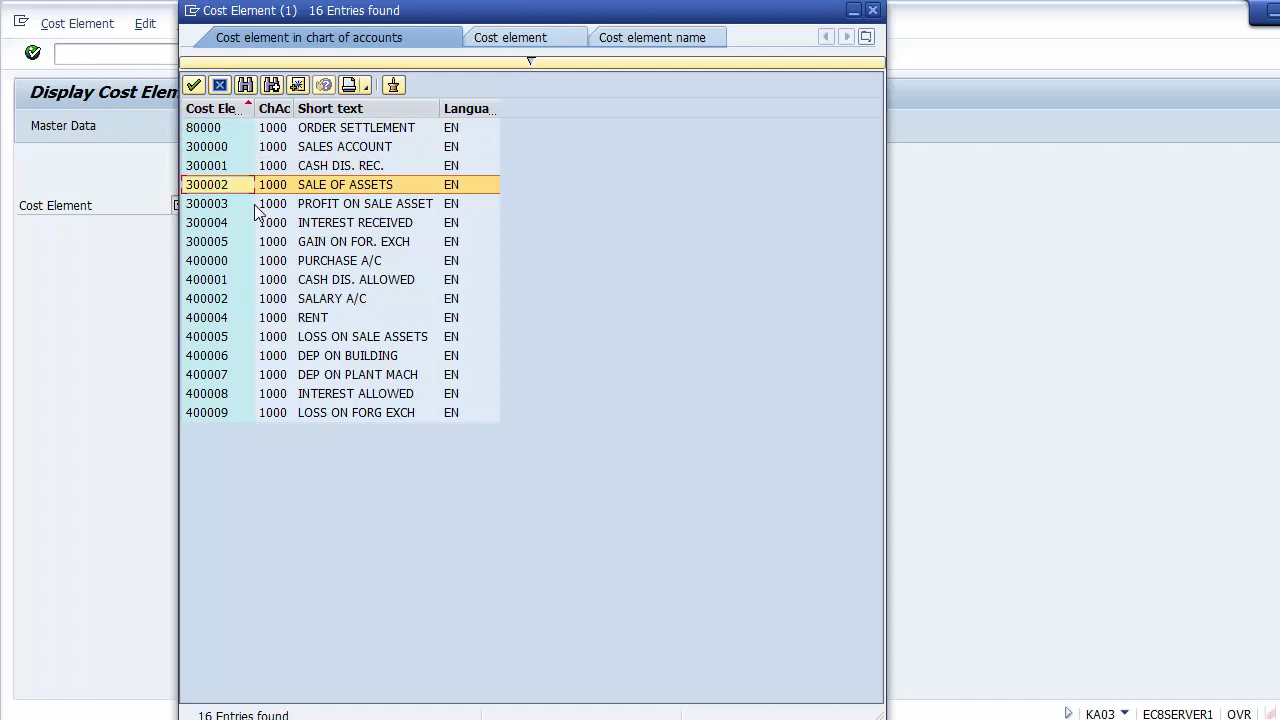 Cost Element (1) 16 Entries found
Cost Element Edit
Cost element in chart of accounts Cost element Cost element name
Display Cost Elem
Master Data
Cost Element
Cost Ele... ChAc Short text Langua...
80000 1000 ORDER SETTLEMENT EN
300000 1000 SALES ACCOUNT EN
300001 1000 CASH DIS. REC. EN
300002 1000 SALE OF ASSETS EN
300003 1000 PROFIT ON SALE ASSET EN
300004 1000 INTEREST RECEIVED EN
300005 1000 GAIN ON FOR. EXCH EN
400000 1000 PURCHASE A/C EN
400001 1000 CASH DIS. ALLOWED EN
400002 1000 SALARY A/C EN
400004 1000 RENT EN
400005 1000 LOSS ON SALE ASSETS EN
400006 1000 DEP ON BUILDING EN
400007 1000 DEP ON PLANT MACH EN
400008 1000 INTEREST ALLOWED EN
400009 1000 LOSS ON FORG EXCH EN
16 Entries found
KA03 EC8SERVER1 OVR